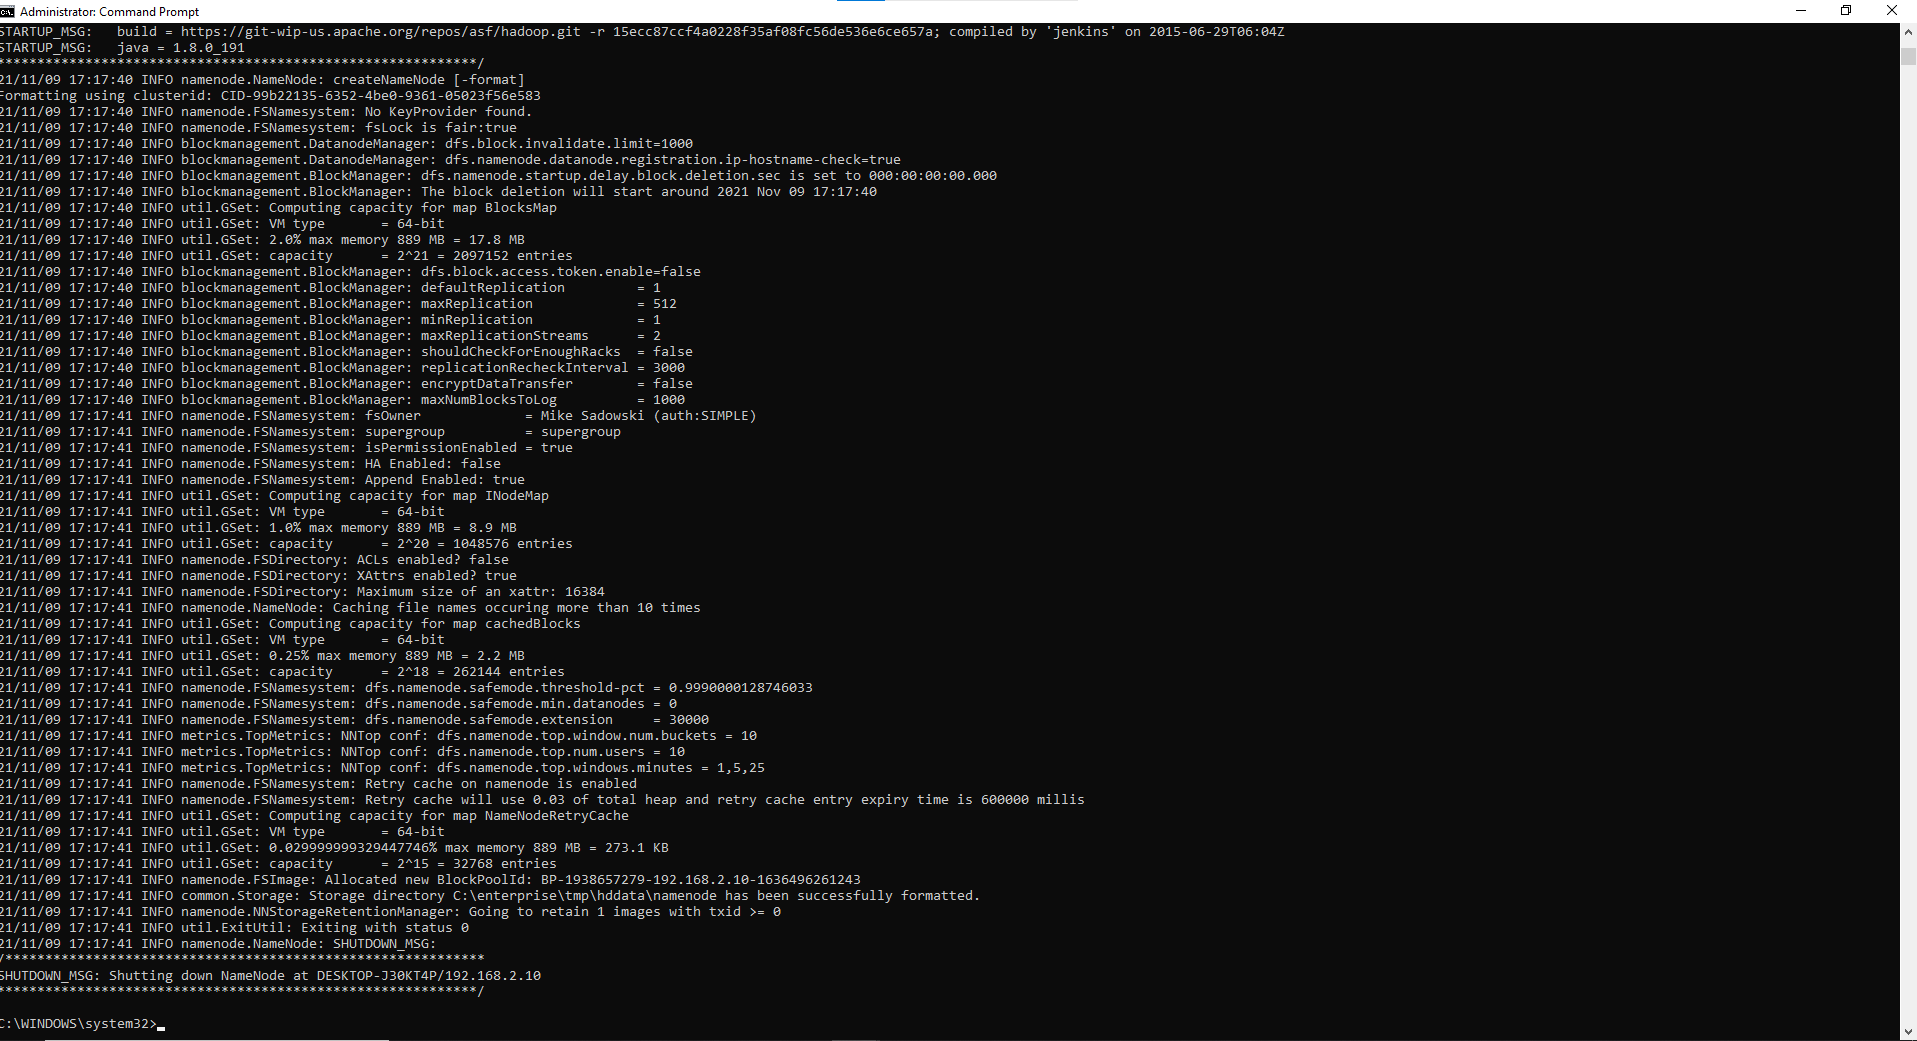 Administrator: Command Prompt
STARTUP_MSG:   build = https://git-wip-us.apache.org/repos/asf/hadoop.git -r 15ecc87ccf4a0228f35af08fc56de536e6ce657a; compiled by 'jenkins' on 2015-06-29T06:04Z
STARTUP_MSG:   java = 1.8.0_191
************************************************************/
21/11/09 17:17:40 INFO namenode.NameNode: createNameNode [-format]
Formatting using clusterid: CID-99b22135-6352-4be0-9361-05023f56e583
21/11/09 17:17:40 INFO namenode.FSNamesystem: No KeyProvider found.
21/11/09 17:17:40 INFO namenode.FSNamesystem: fsLock is fair:true
21/11/09 17:17:40 INFO blockmanagement.DatanodeManager: dfs.block.invalidate.limit=1000
21/11/09 17:17:40 INFO blockmanagement.DatanodeManager: dfs.namenode.datanode.registration.ip-hostname-check=true
21/11/09 17:17:40 INFO blockmanagement.BlockManager: dfs.namenode.startup.delay.block.deletion.sec is set to 000:00:00:00.000
21/11/09 17:17:40 INFO blockmanagement.BlockManager: The block deletion will start around 2021 Nov 09 17:17:40
21/11/09 17:17:40 INFO util.GSet: Computing capacity for map BlocksMap
21/11/09 17:17:40 INFO util.GSet: VM type       = 64-bit
21/11/09 17:17:40 INFO util.GSet: 2.0% max memory 889 MB = 17.8 MB
21/11/09 17:17:40 INFO util.GSet: capacity      = 2^21 = 2097152 entries
21/11/09 17:17:40 INFO blockmanagement.BlockManager: dfs.block.access.token.enable=false
21/11/09 17:17:40 INFO blockmanagement.BlockManager: defaultReplication         = 1
21/11/09 17:17:40 INFO blockmanagement.BlockManager: maxReplication             = 512
21/11/09 17:17:40 INFO blockmanagement.BlockManager: minReplication             = 1
21/11/09 17:17:40 INFO blockmanagement.BlockManager: maxReplicationStreams      = 2
21/11/09 17:17:40 INFO blockmanagement.BlockManager: shouldCheckForEnoughRacks  = false
21/11/09 17:17:40 INFO blockmanagement.BlockManager: replicationRecheckInterval = 3000
21/11/09 17:17:40 INFO blockmanagement.BlockManager: encryptDataTransfer        = false
21/11/09 17:17:40 INFO blockmanagement.BlockManager: maxNumBlocksToLog          = 1000
21/11/09 17:17:41 INFO namenode.FSNamesystem: fsOwner             = Mike Sadowski (auth:SIMPLE)
21/11/09 17:17:41 INFO namenode.FSNamesystem: supergroup          = supergroup
21/11/09 17:17:41 INFO namenode.FSNamesystem: isPermissionEnabled = true
21/11/09 17:17:41 INFO namenode.FSNamesystem: HA Enabled: false
21/11/09 17:17:41 INFO namenode.FSNamesystem: Append Enabled: true
21/11/09 17:17:41 INFO util.GSet: Computing capacity for map INodeMap
21/11/09 17:17:41 INFO util.GSet: VM type       = 64-bit
21/11/09 17:17:41 INFO util.GSet: 1.0% max memory 889 MB = 8.9 MB
21/11/09 17:17:41 INFO util.GSet: capacity      = 2^20 = 1048576 entries
21/11/09 17:17:41 INFO namenode.FSDirectory: ACLs enabled? false
21/11/09 17:17:41 INFO namenode.FSDirectory: XAttrs enabled? true
21/11/09 17:17:41 INFO namenode.FSDirectory: Maximum size of an xattr: 16384
21/11/09 17:17:41 INFO namenode.NameNode: Caching file names occuring more than 10 times
21/11/09 17:17:41 INFO util.GSet: Computing capacity for map cachedBlocks
21/11/09 17:17:41 INFO util.GSet: VM type       = 64-bit
21/11/09 17:17:41 INFO util.GSet: 0.25% max memory 889 MB = 2.2 MB
21/11/09 17:17:41 INFO util.GSet: capacity      = 2^18 = 262144 entries
21/11/09 17:17:41 INFO namenode.FSNamesystem: dfs.namenode.safemode.threshold-pct = 0.9990000128746033
21/11/09 17:17:41 INFO namenode.FSNamesystem: dfs.namenode.safemode.min.datanodes = 0
21/11/09 17:17:41 INFO namenode.FSNamesystem: dfs.namenode.safemode.extension     = 30000
21/11/09 17:17:41 INFO metrics.TopMetrics: NNTop conf: dfs.namenode.top.window.num.buckets = 10
21/11/09 17:17:41 INFO metrics.TopMetrics: NNTop conf: dfs.namenode.top.num.users = 10
21/11/09 17:17:41 INFO metrics.TopMetrics: NNTop conf: dfs.namenode.top.windows.minutes = 1,5,25
21/11/09 17:17:41 INFO namenode.FSNamesystem: Retry cache on namenode is enabled
21/11/09 17:17:41 INFO namenode.FSNamesystem: Retry cache will use 0.03 of total heap and retry cache entry expiry time is 600000 millis
21/11/09 17:17:41 INFO util.GSet: Computing capacity for map NameNodeRetryCache
21/11/09 17:17:41 INFO util.GSet: VM type       = 64-bit
21/11/09 17:17:41 INFO util.GSet: 0.029999999329447746% max memory 889 MB = 273.1 KB
21/11/09 17:17:41 INFO util.GSet: capacity      = 2^15 = 32768 entries
21/11/09 17:17:41 INFO namenode.FSImage: Allocated new BlockPoolId: BP-1938657279-192.168.2.10-1636496261243
21/11/09 17:17:41 INFO common.Storage: Storage directory C:\enterprise\tmp\hddata\namenode has been successfully formatted.
21/11/09 17:17:41 INFO namenode.NNStorageRetentionManager: Going to retain 1 images with txid >= 0
21/11/09 17:17:41 INFO util.ExitUtil: Exiting with status 0
21/11/09 17:17:41 INFO namenode.NameNode: SHUTDOWN_MSG:
/************************************************************
SHUTDOWN_MSG: Shutting down NameNode at DESKTOP-J30KT4P/192.168.2.10
************************************************************/
C:\WINDOWS\system32>